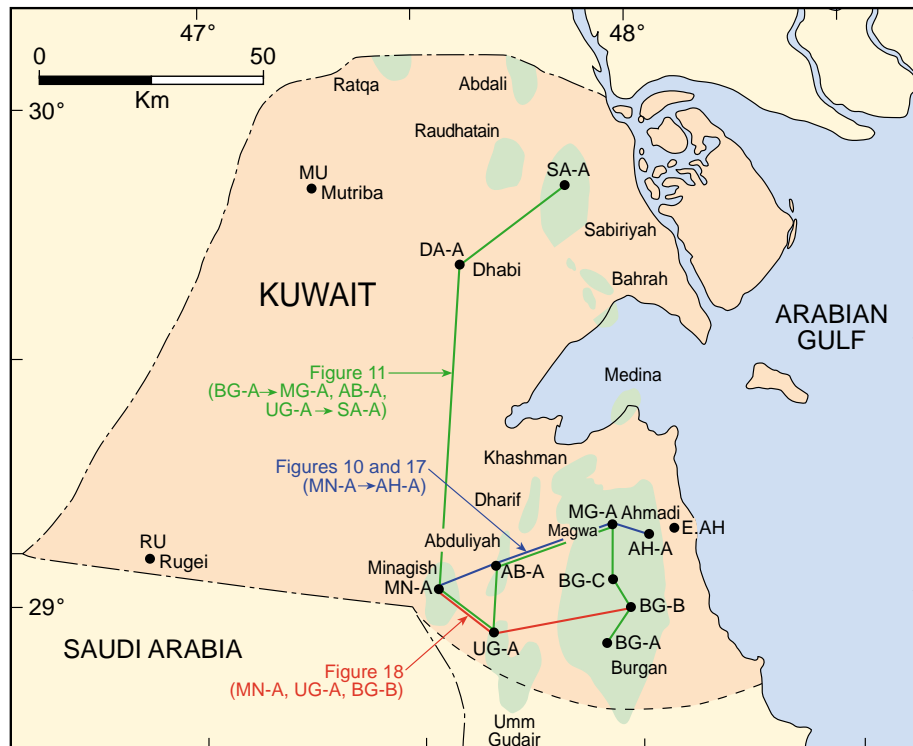 47°
48°
0
50
Km
30°
Ratqa
Abdali
Raudhatain
MU
Mutriba
SA-A
Sabiriyah
DA-A
Dhabi
KUWAIT
Bahrah
ARABIAN
GULF
Figure 11
(BG-A→MG-A, AB-A,
UG-A→SA-A)
Medina
Khashman
Figures 10 and 17
(MN-A→AH-A)
Dharif
MG-A
Ahmadi
E.AH
Magwa
AH-A
Abduliyah
RU
Rugei
Minagish
MN-A
AB-A
BG-C
29°
BG-B
SAUDI ARABIA
UG-A
BG-A
Burgan
Figure 18
(MN-A, UG-A, BG-B)
Umm
Gudair